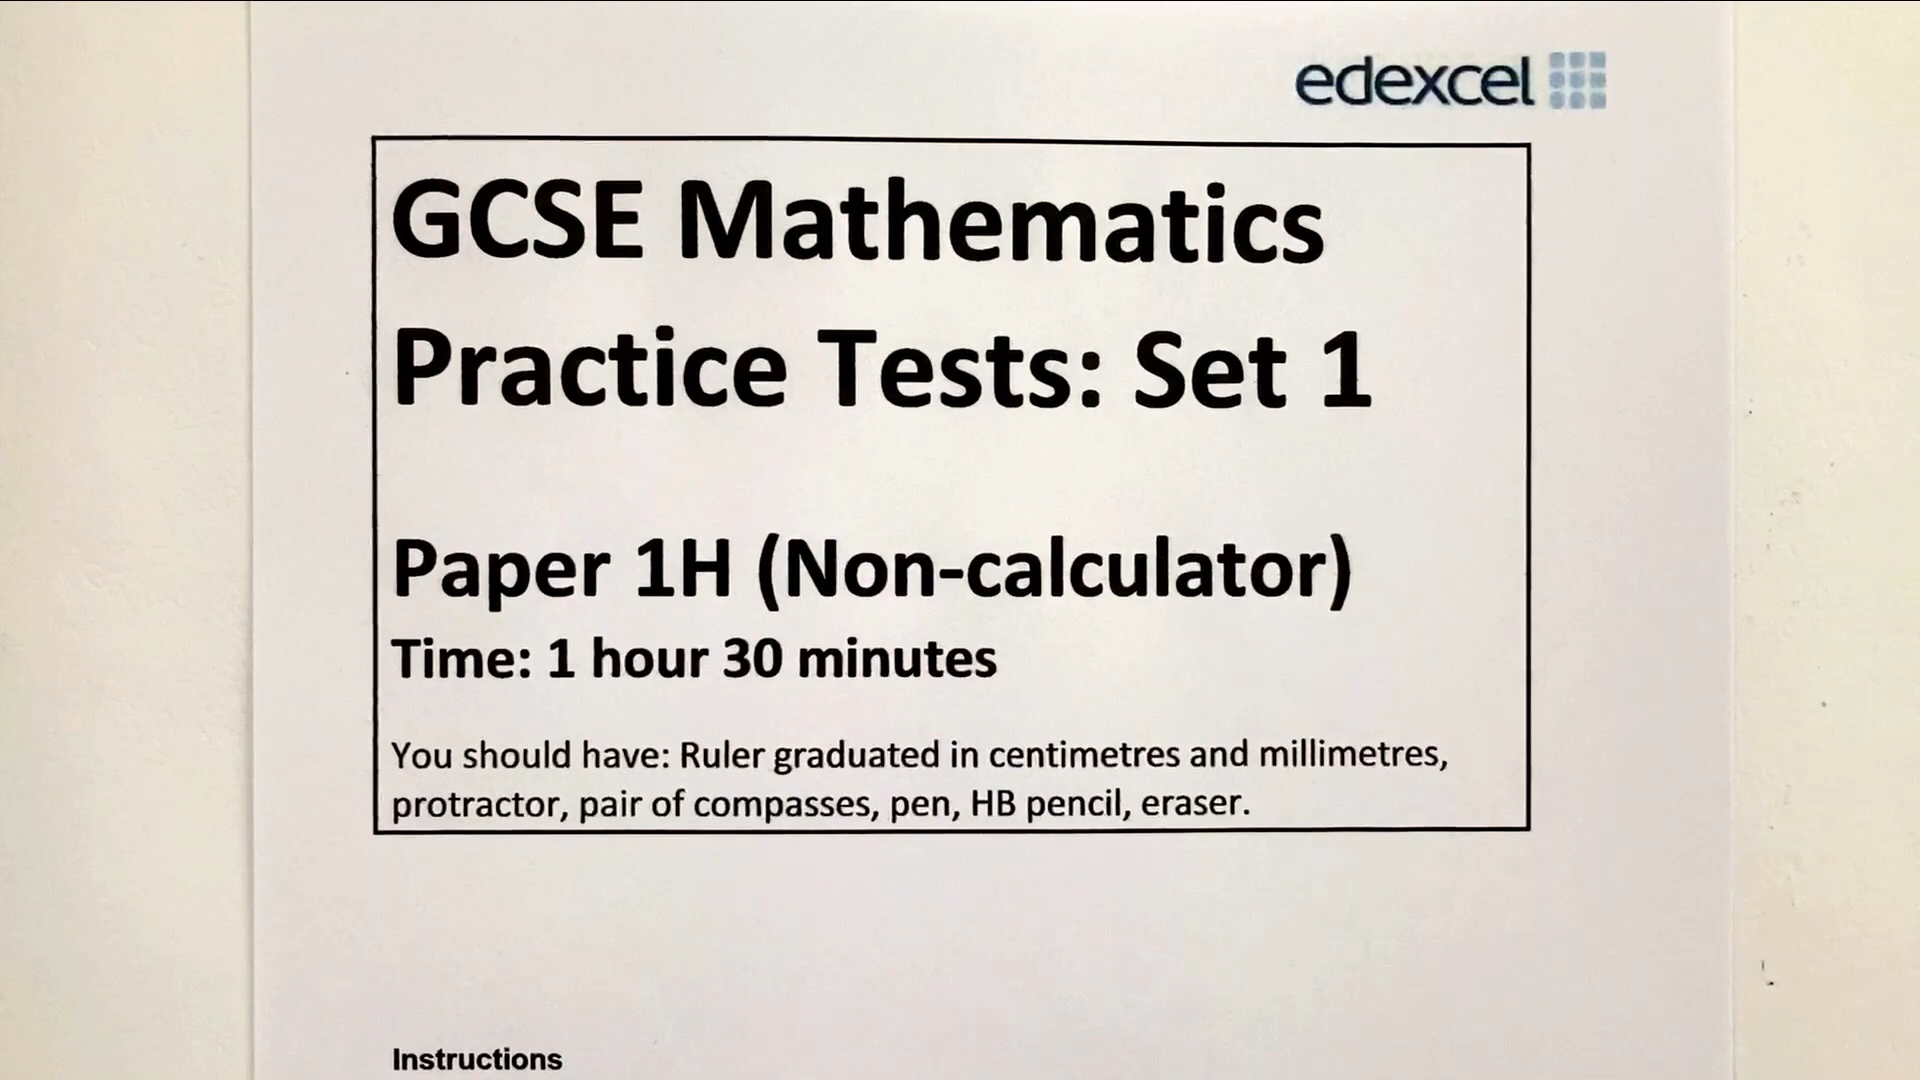 edexcel
GCSE Mathematics
Practice Tests: Set 1
Paper 1H (Non-calculator)
Time: 1 hour 30 minutes
You should have: Ruler graduated in centimetres and millimetres,
protractor, pair of compasses, pen, HB pencil, eraser.
Instructions